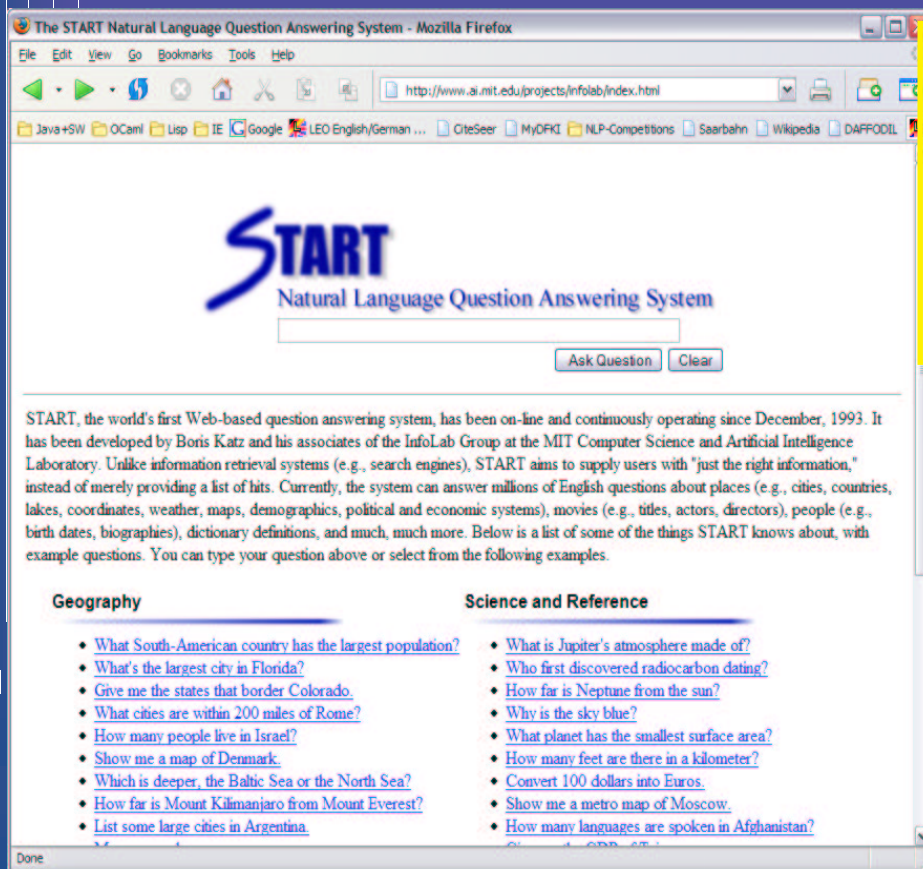 The START Natural Language Question Answering System - Mozilla Firefox
File Edit View Go Bookmarks Tools Help
http://www.ai.mit.edu/projects/infolab/index.html
Java+SW OCaml Lisp IE Google LEO English/German ... CiteSeer MyDFKI NLP-Competitions Saarbahn Wikipedia DAFFODIL
START
Natural Language Question Answering System
Ask Question Clear
START, the world's first Web-based question answering system, has been on-line and continuously operating since December, 1993. It
has been developed by Boris Katz and his associates of the InfoLab Group at the MIT Computer Science and Artificial Intelligence
Laboratory. Unlike information retrieval systems (e.g., search engines), START aims to supply users with "just the right information,"
instead of merely providing a list of hits. Currently, the system can answer millions of English questions about places (e.g., cities, countries,
lakes, coordinates, weather, maps, demographics, political and economic systems), movies (e.g., titles, actors, directors), people (e.g.,
birth dates, biographies), dictionary definitions, and much, much more. Below is a list of some of the things START knows about, with
example questions. You can type your question above or select from the following examples.
Geography
What South-American country has the largest population?
What's the largest city in Florida?
Give me the states that border Colorado.
What cities are within 200 miles of Rome?
How many people live in Israel?
Show me a map of Denmark.
Which is deeper, the Baltic Sea or the North Sea?
How far is Mount Kilimanjaro from Mount Everest?
List some large cities in Argentina.
Science and Reference
What is Jupiter's atmosphere made of?
Who first discovered radiocarbon dating?
How far is Neptune from the sun?
Why is the sky blue?
What planet has the smallest surface area?
How many feet are there in a kilometer?
Convert 100 dollars into Euros.
Show me a metro map of Moscow.
How many languages are spoken in Afghanistan?
Done